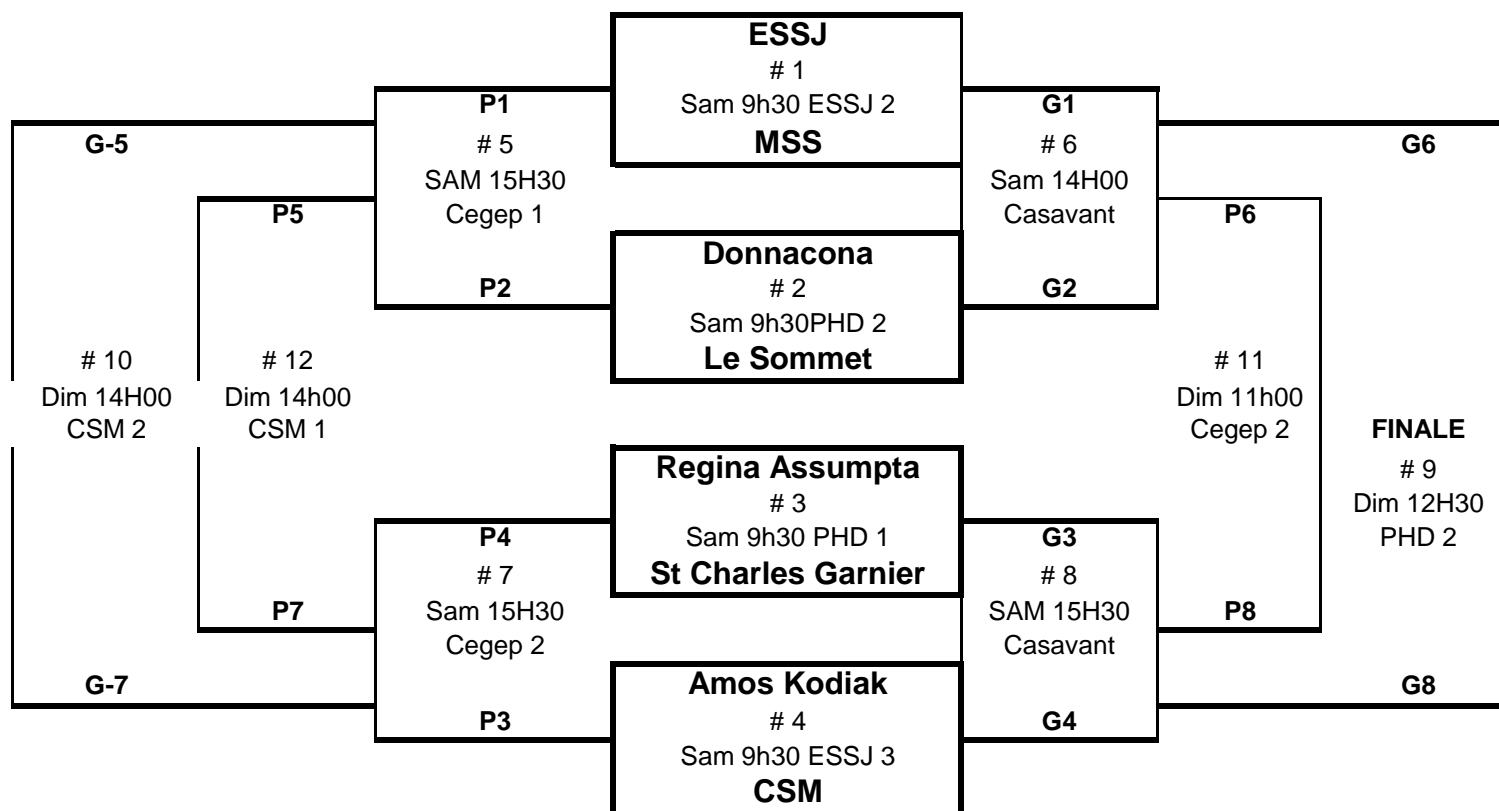 ESSJ
# 1
Sam 9h30 ESSJ 2
MSS
P1
G1
G-5
# 5
SAM 15H30
Cegep 1
# 6
Sam 14H00
Casavant
G6
P5
P6
Donnacona
# 2
Sam 9h30PHD 2
Le Sommet
P2
G2
# 10
Dim 14H00
CSM 2
# 12
Dim 14h00
CSM 1
# 11
Dim 11h00
Cegep 2
FINALE
# 9
Dim 12H30
PHD 2
Regina Assumpta
# 3
Sam 9h30 PHD 1
St Charles Garnier
P4
G3
# 7
Sam 15H30
Cegep 2
# 8
SAM 15H30
Casavant
P7
P8
G-7
G8
Amos Kodiak
# 4
Sam 9h30 ESSJ 3
CSM
P3
G4